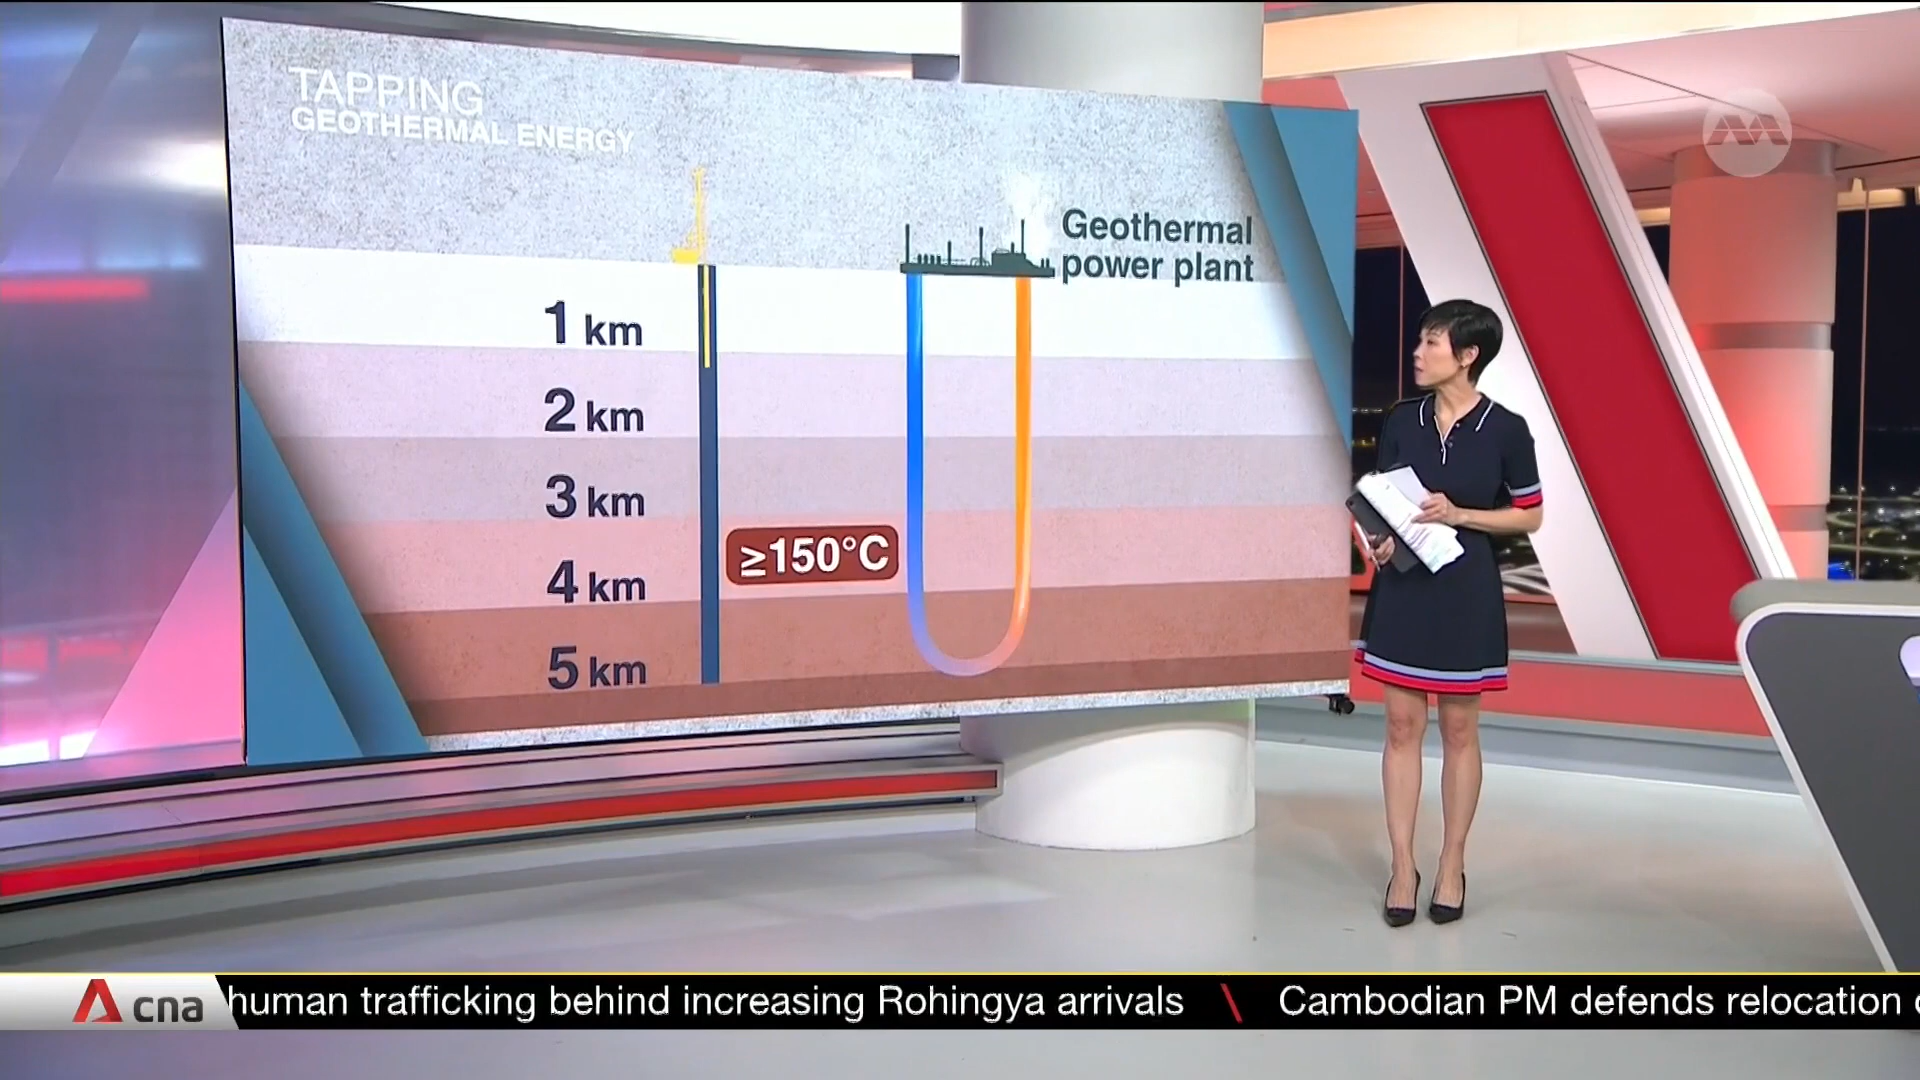 TAPPING
GEOTHERMAL ENERGY
Geothermal
power plant
1 km
2 km
3 km
≥150°C
4 km
5 km
cna
human trafficking behind increasing Rohingya arrivals \ Cambodian PM defends relocation